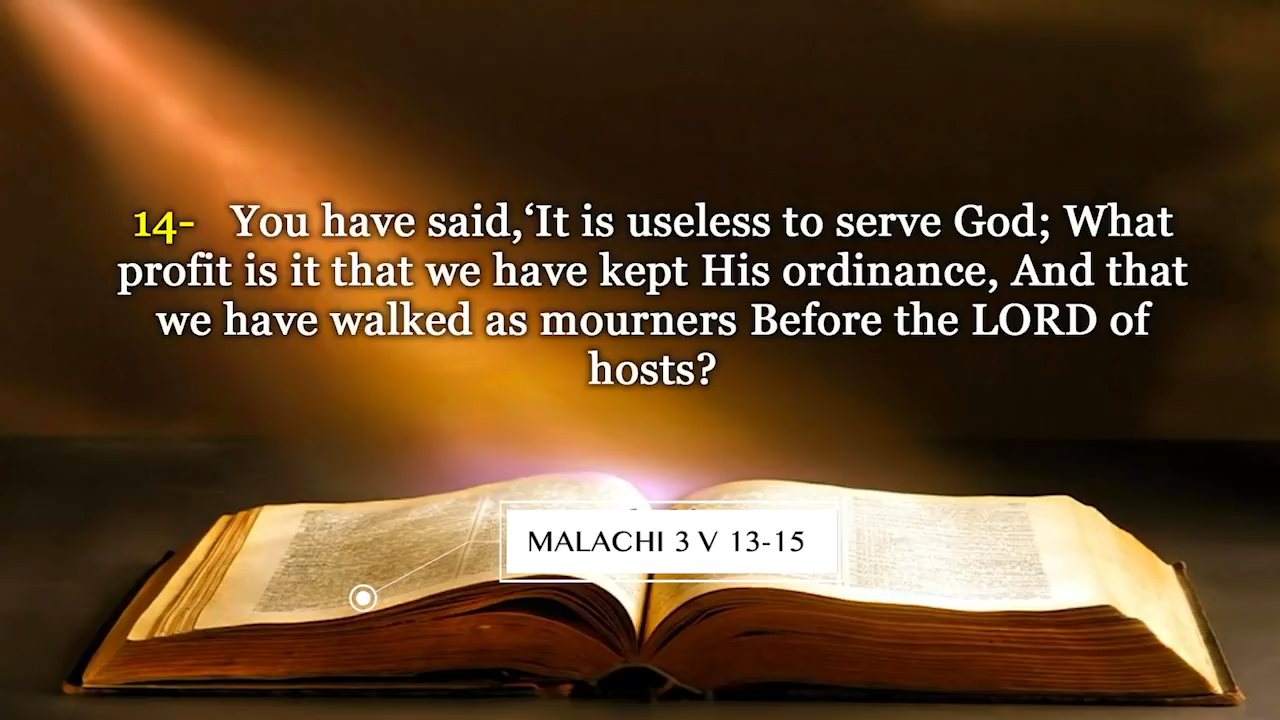 14- You have said,‘It is useless to serve God; What
profit is it that we have kept His ordinance, And that
we have walked as mourners Before the LORD of
hosts?
MALACHI 3 V 13-15